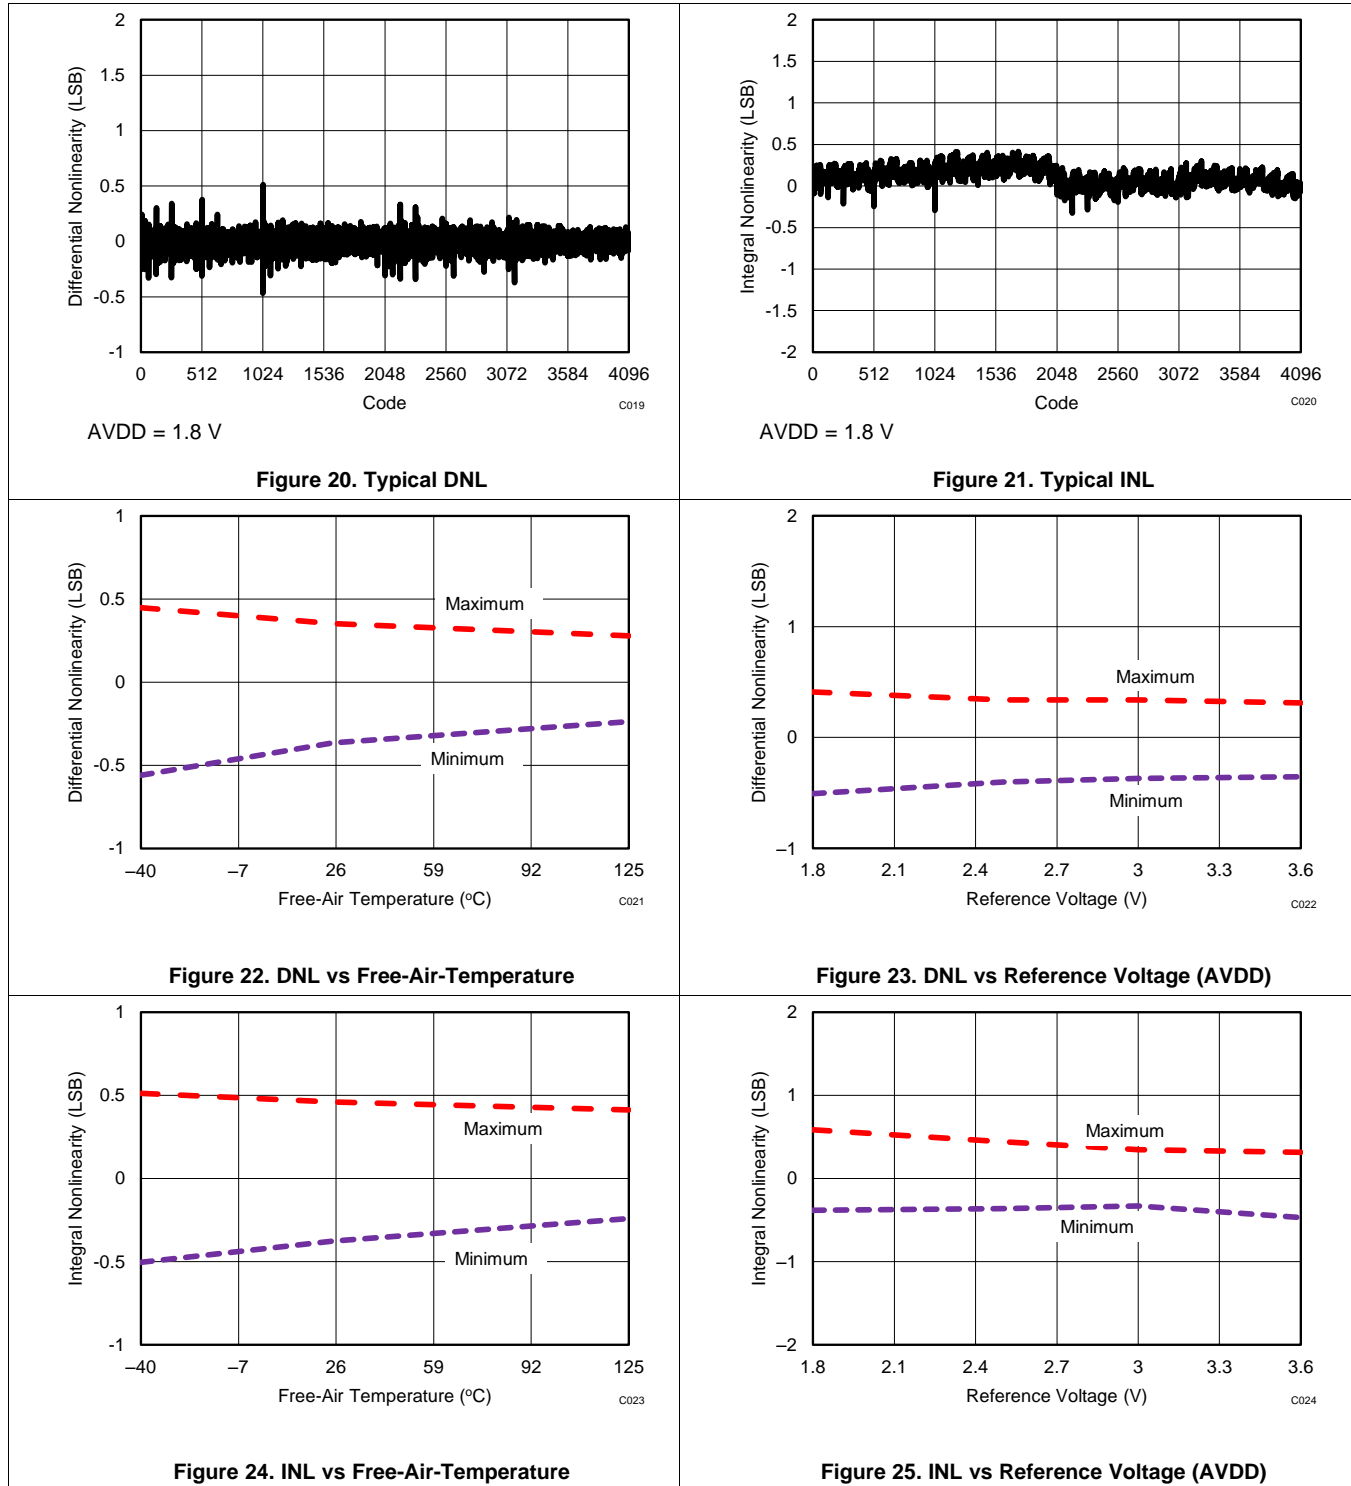 2
1.5
1
0.5
0
-0.5
-1
Differential Nonlinearity (LSB)
0 512 1024 1536 2048 2560 3072 3584 4096
Code
C019
AVDD = 1.8 V
Figure 20. Typical DNL
2
1.5
1
0.5
0
-0.5
-1
-1.5
-2
Integral Nonlinearity (LSB)
0 512 1024 1536 2048 2560 3072 3584 4096
Code
C020
AVDD = 1.8 V
Figure 21. Typical INL
1
0.5
0
-0.5
-1
Differential Nonlinearity (LSB)
Maximum
Minimum
–40 –7 26 59 92 125
Free-Air Temperature (°C)
C021
Figure 22. DNL vs Free-Air-Temperature
2
1
0
–1
Differential Nonlinearity (LSB)
Maximum
Minimum
1.8 2.1 2.4 2.7 3 3.3 3.6
Reference Voltage (V)
C022
Figure 23. DNL vs Reference Voltage (AVDD)
1
0.5
0
-0.5
-1
Integral Nonlinearity (LSB)
Maximum
Minimum
–40 –7 26 59 92 125
Free-Air Temperature (°C)
C023
Figure 24. INL vs Free-Air-Temperature
2
1
0
–1
–2
Integral Nonlinearity (LSB)
Maximum
Minimum
1.8 2.1 2.4 2.7 3 3.3 3.6
Reference Voltage (V)
C024
Figure 25. INL vs Reference Voltage (AVDD)